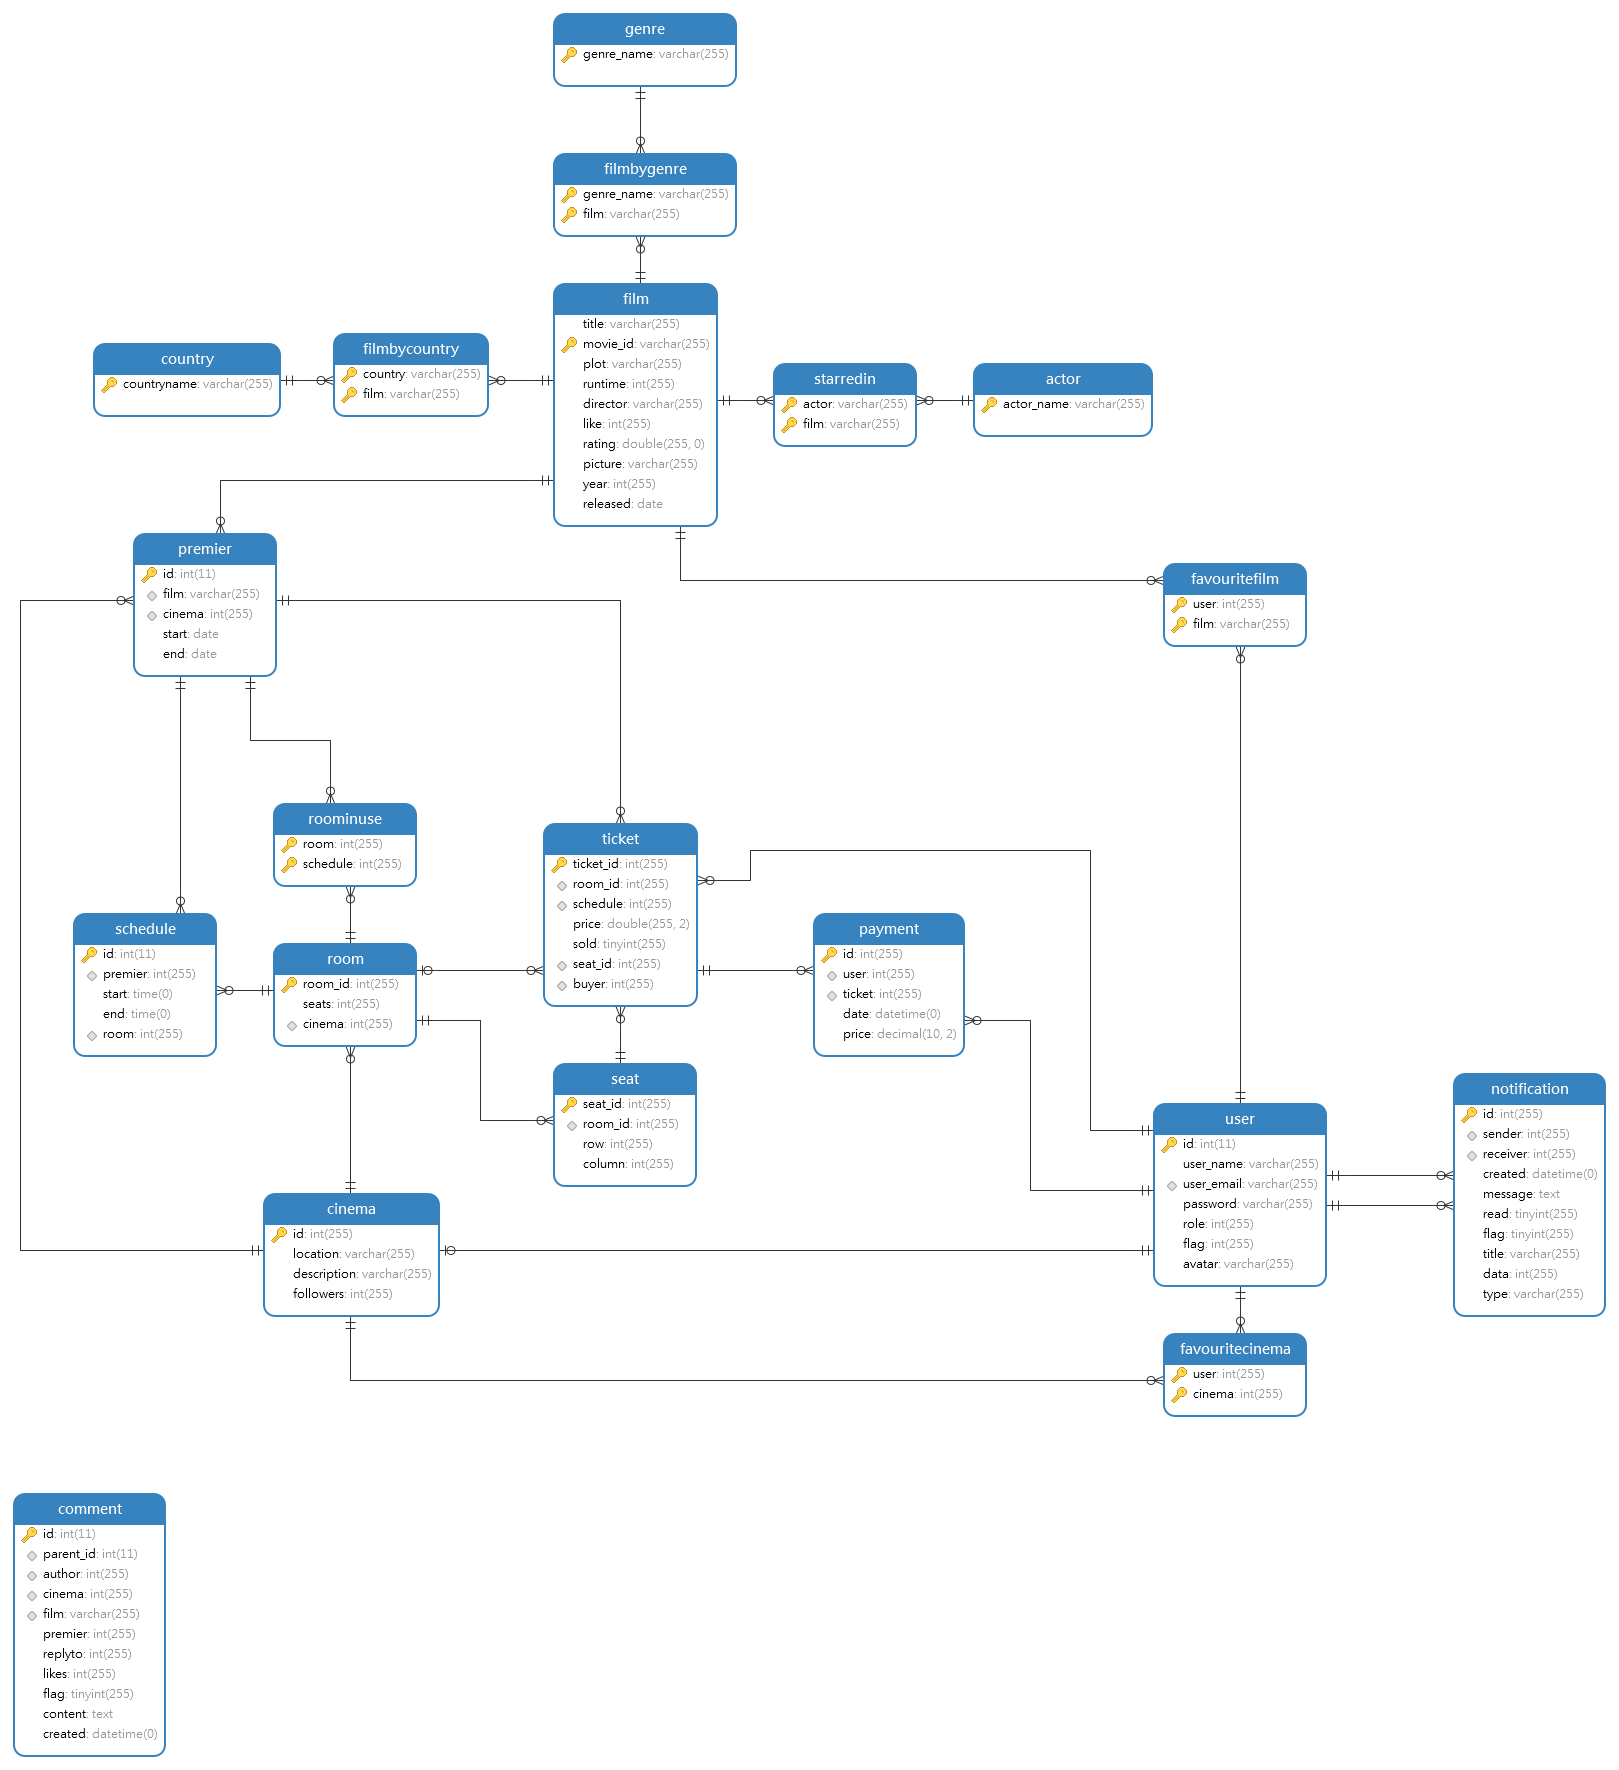 genre
genre_name: varchar(255)
filmbygenre
genre_name: varchar(255)
film: varchar(255)
film
title: varchar(255)
movie_id: varchar(255)
plot: varchar(255)
runtime: int(255)
director: varchar(255)
like: int(255)
rating: double(255, 0)
picture: varchar(255)
year: int(255)
released: date
country
countryname: varchar(255)
filmbycountry
country: varchar(255)
film: varchar(255)
starredin
actor: varchar(255)
film: varchar(255)
actor
actor_name: varchar(255)
premier
id: int(11)
film: varchar(255)
cinema: int(255)
start: date
end: date
favouritefilm
user: int(255)
film: varchar(255)
roominuse
room: int(255)
schedule: int(255)
ticket
ticket_id: int(255)
room_id: int(255)
schedule: int(255)
price: double(255, 2)
sold: tinyint(255)
seat_id: int(255)
buyer: int(255)
schedule
id: int(11)
premier: int(255)
start: time(0)
end: time(0)
room: int(255)
room
room_id: int(255)
seats: int(255)
cinema: int(255)
payment
id: int(255)
user: int(255)
ticket: int(255)
date: datetime(0)
price: decimal(10, 2)
seat
seat_id: int(255)
room_id: int(255)
row: int(255)
column: int(255)
user
id: int(11)
user_name: varchar(255)
user_email: varchar(255)
password: varchar(255)
role: int(255)
flag: int(255)
avatar: varchar(255)
notification
id: int(255)
sender: int(255)
receiver: int(255)
created: datetime(0)
message: text
read: tinyint(255)
flag: tinyint(255)
title: varchar(255)
data: int(255)
type: varchar(255)
cinema
id: int(255)
location: varchar(255)
description: varchar(255)
followers: int(255)
favouritecinema
user: int(255)
cinema: int(255)
comment
id: int(11)
parent_id: int(11)
author: int(255)
cinema: int(255)
film: varchar(255)
premier: int(255)
replyto: int(255)
likes: int(255)
flag: tinyint(255)
content: text
created: datetime(0)